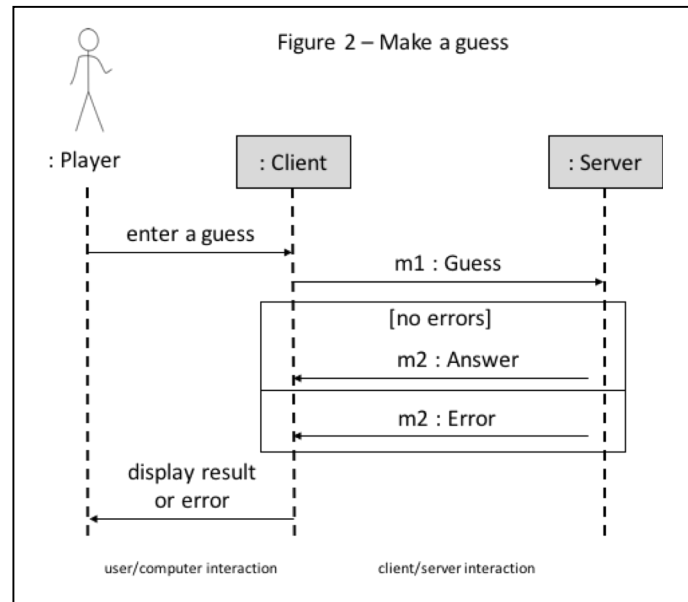 Figure 2 – Make a guess
: Player
: Client
: Server
enter a guess
m1 : Guess
[no errors]
m2 : Answer
m2 : Error
display result
or error
user/computer interaction
client/server interaction